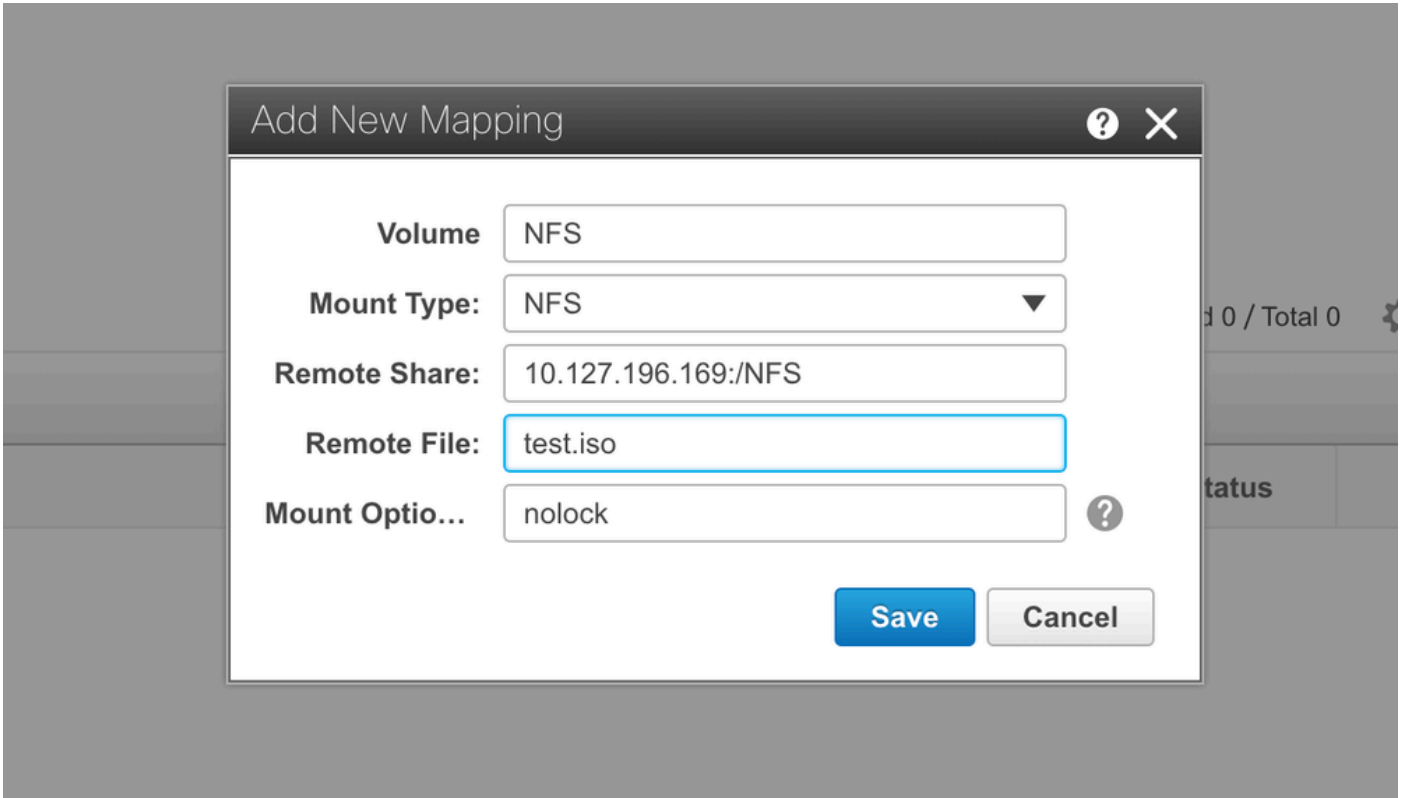 Add New Mapping
Volume NFS
Mount Type: NFS
d 0 / Total 0
Remote Share: 10.127.196.169:/NFS
Remote File: test.iso
tatus
Mount Optio... nolock
Save Cancel